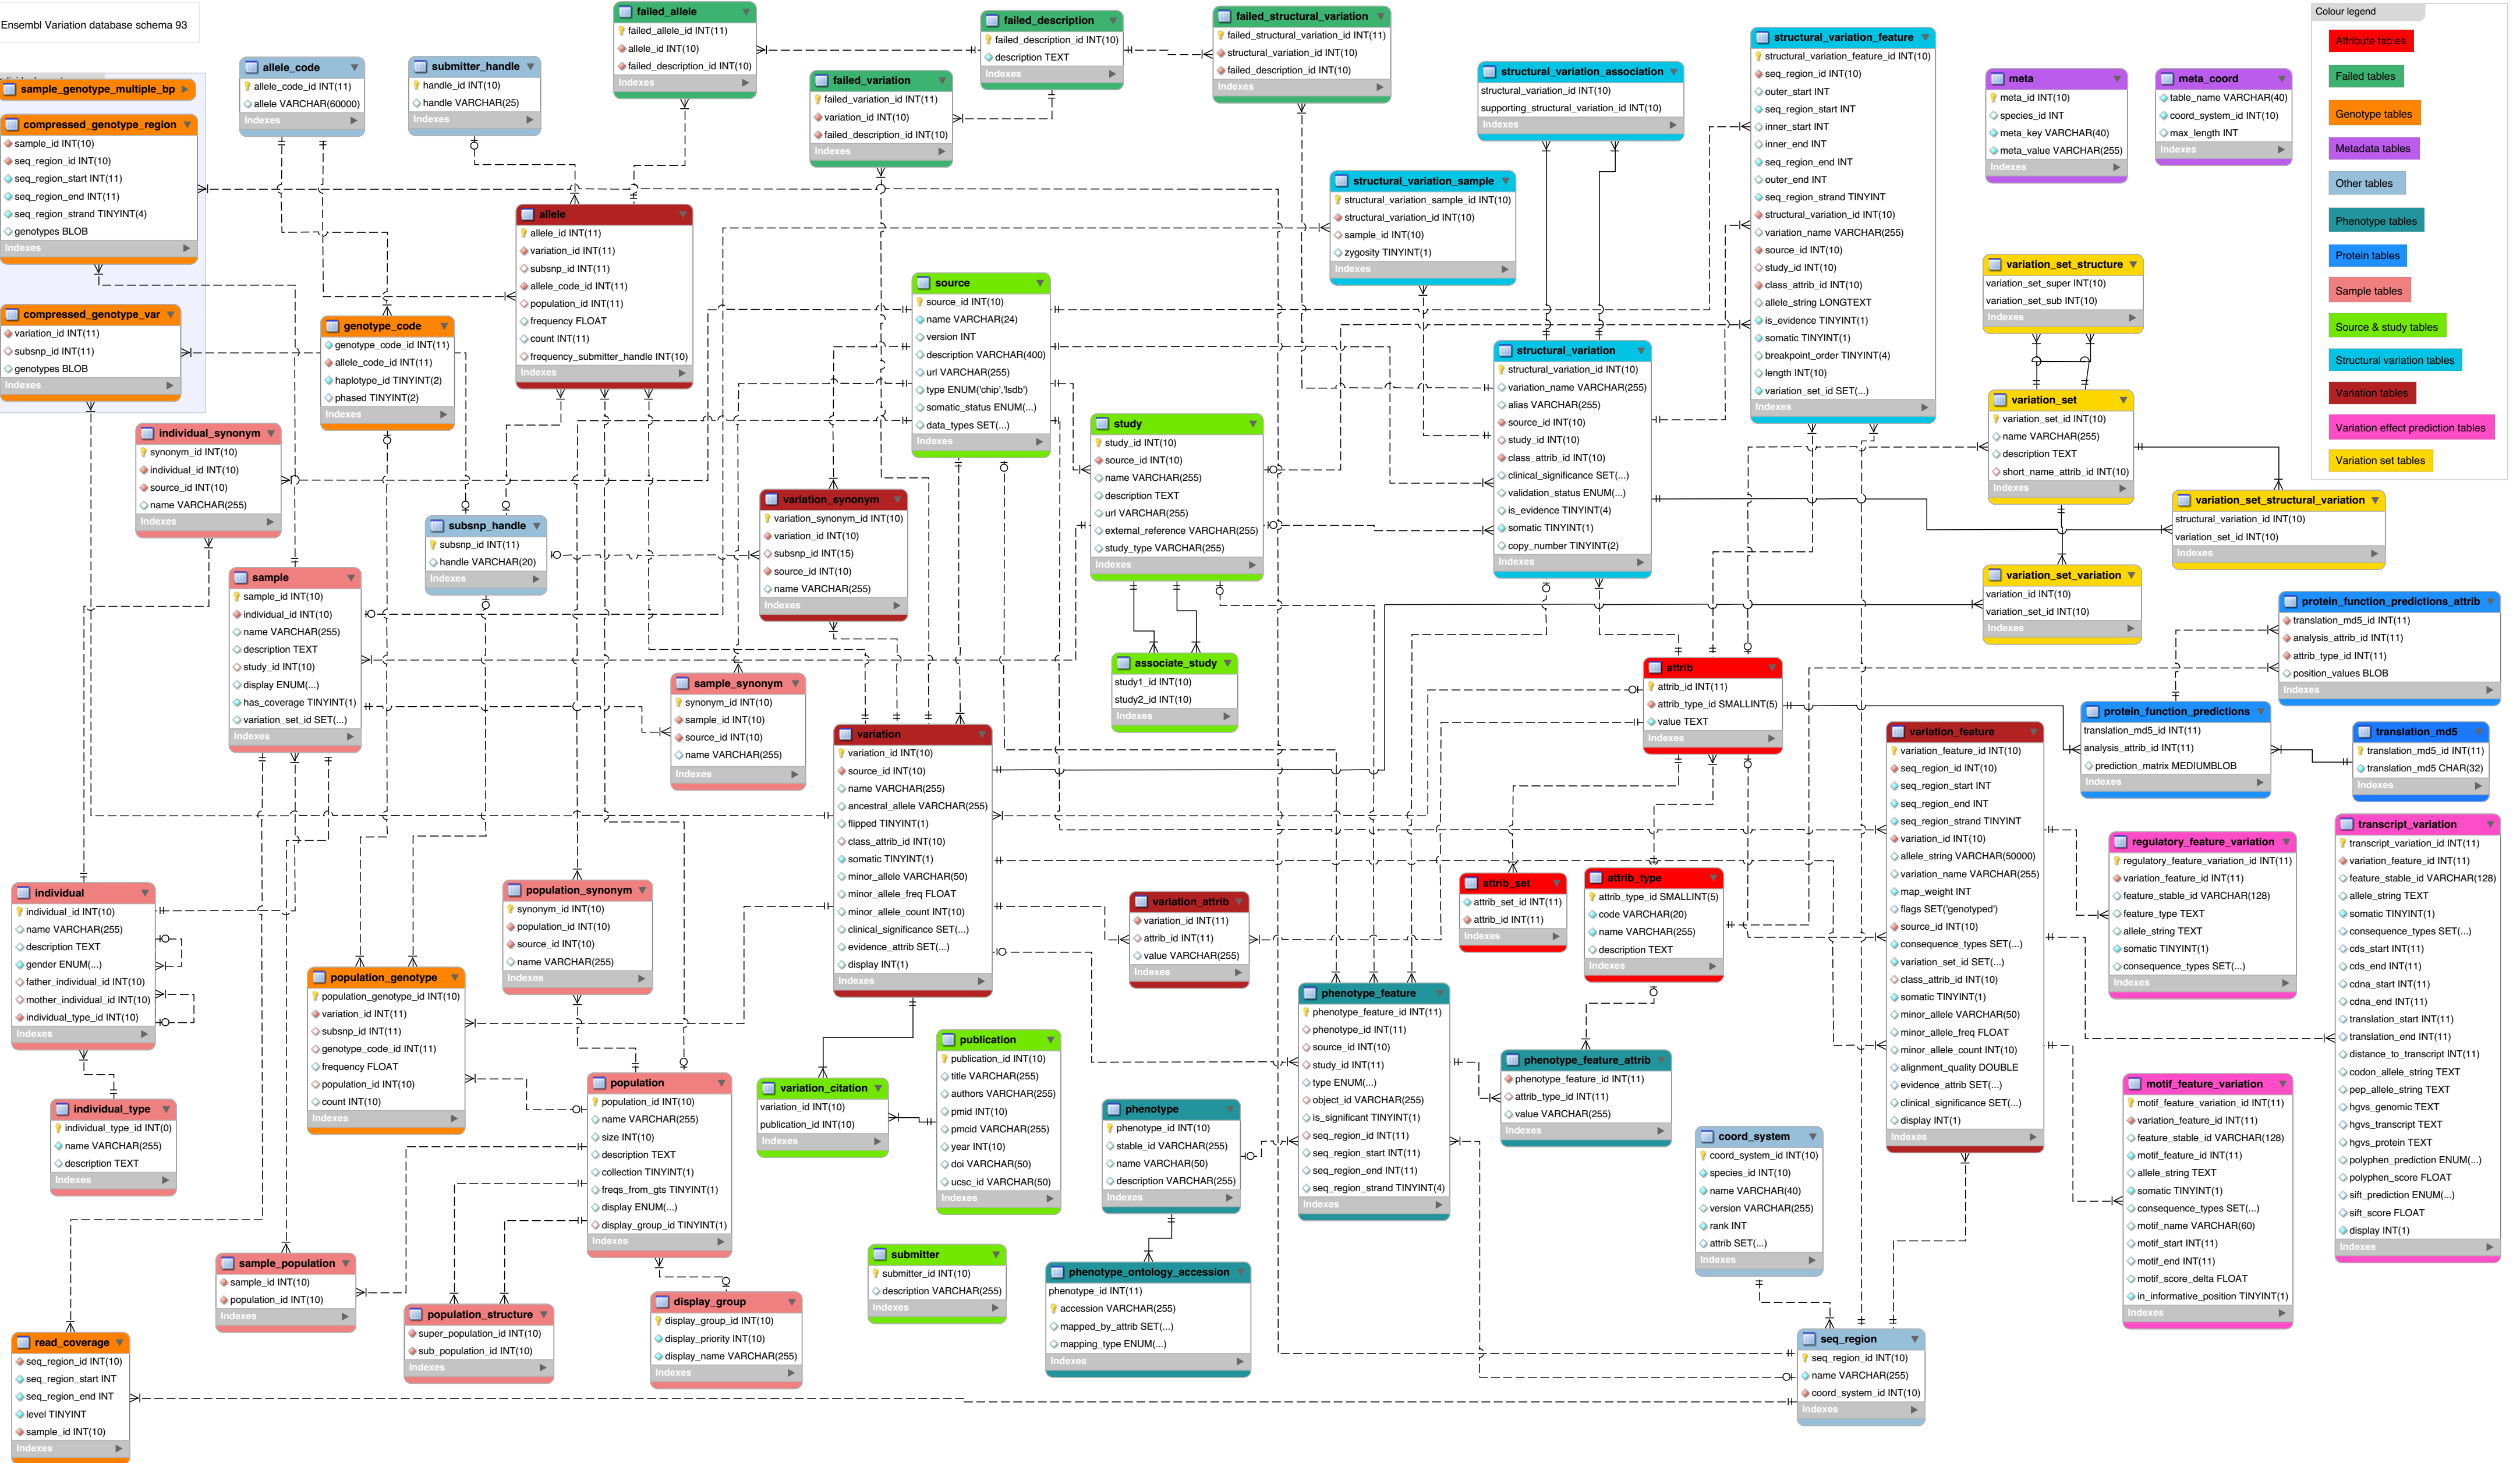 Ensembl Variation database schema 93
sample_genotype_multiple_bp
compressed_genotype_region
sample_id INT(10)
seq_region_id INT(10)
seq_region_start INT(11)
seq_region_end INT(11)
seq_region_strand TINYINT(4)
genotypes BLOB
Indexes
compressed_genotype_var
variation_id INT(11)
subsnp_id INT(11)
genotypes BLOB
Indexes
allele_code
allele_code_id INT(11)
allele VARCHAR(60000)
Indexes
submitter_handle
handle_id INT(10)
handle VARCHAR(25)
Indexes
failed_allele
failed_allele_id INT(11)
allele_id INT(10)
failed_description_id INT(10)
Indexes
failed_variation
failed_variation_id INT(11)
variation_id INT(10)
failed_description_id INT(10)
Indexes
failed_description
failed_description_id INT(10)
description TEXT
Indexes
failed_structural_variation
failed_structural_variation_id INT(11)
structural_variation_id INT(10)
failed_description_id INT(10)
Indexes
structural_variation_association
structural_variation_id INT(10)
supporting_structural_variation_id INT(10)
Indexes
structural_variation_sample
structural_variation_sample_id INT(10)
structural_variation_id INT(10)
sample_id INT(10)
zygosity TINYINT(1)
Indexes
structural_variation_feature
structural_variation_feature_id INT(10)
seq_region_id INT(10)
outer_start INT
seq_region_start INT
inner_start INT
inner_end INT
seq_region_end INT
outer_end INT
seq_region_strand TINYINT
structural_variation_id INT(10)
variation_name VARCHAR(255)
source_id INT(10)
study_id INT(10)
class_attrib_id INT(10)
allele_string LONGTEXT
is_evidence TINYINT(1)
somatic TINYINT(1)
breakpoint_order TINYINT(4)
length INT(10)
variation_set_id SET(...)
Indexes
meta
meta_id INT(10)
species_id INT
meta_key VARCHAR(40)
meta_value VARCHAR(255)
Indexes
meta_coord
table_name VARCHAR(40)
coord_system_id INT(10)
max_length INT
Indexes
Colour legend
Attribute tables
Failed tables
Genotype tables
Metadata tables
Other tables
Phenotype tables
Protein tables
Sample tables
Source & study tables
Structural variation tables
Variation tables
Variation effect prediction tables
Variation set tables
allele
allele_id INT(11)
variation_id INT(11)
subsnp_id INT(11)
allele_code_id INT(11)
population_id INT(11)
frequency FLOAT
count INT(11)
frequency_submitter_handle INT(10)
Indexes
genotype_code
genotype_code_id INT(11)
allele_code_id INT(11)
haplotype_id TINYINT(2)
phased TINYINT(2)
Indexes
source
source_id INT(10)
name VARCHAR(24)
version INT
description VARCHAR(400)
url VARCHAR(255)
type ENUM('chip','lsdb')
somatic_status ENUM(...)
data_types SET(...)
Indexes
structural_variation
structural_variation_id INT(10)
variation_name VARCHAR(255)
alias VARCHAR(255)
source_id INT(10)
study_id INT(10)
class_attrib_id INT(10)
clinical_significance SET(...)
validation_status ENUM(...)
is_evidence TINYINT(4)
somatic TINYINT(1)
copy_number TINYINT(2)
Indexes
variation_set_structure
variation_set_super INT(10)
variation_set_sub INT(10)
Indexes
variation_set
variation_set_id INT(10)
name VARCHAR(255)
description TEXT
short_name_attrib_id INT(10)
Indexes
variation_set_structural_variation
structural_variation_id INT(10)
variation_set_id INT(10)
Indexes
variation_set_variation
variation_id INT(10)
variation_set_id INT(10)
Indexes
individual_synonym
synonym_id INT(10)
individual_id INT(10)
source_id INT(10)
name VARCHAR(255)
Indexes
subsnp_handle
subsnp_id INT(11)
handle VARCHAR(20)
Indexes
variation_synonym
variation_synonym_id INT(10)
variation_id INT(10)
subsnp_id INT(15)
source_id INT(10)
name VARCHAR(255)
Indexes
study
study_id INT(10)
source_id INT(10)
name VARCHAR(255)
description TEXT
url VARCHAR(255)
external_reference VARCHAR(255)
study_type VARCHAR(255)
Indexes
associate_study
study1_id INT(10)
study2_id INT(10)
Indexes
sample
sample_id INT(10)
individual_id INT(10)
name VARCHAR(255)
description TEXT
study_id INT(10)
display ENUM(...)
has_coverage TINYINT(1)
variation_set_id SET(...)
Indexes
sample_synonym
synonym_id INT(10)
sample_id INT(10)
source_id INT(10)
name VARCHAR(255)
Indexes
variation
variation_id INT(10)
source_id INT(10)
name VARCHAR(255)
ancestral_allele VARCHAR(255)
flipped TINYINT(1)
class_attrib_id INT(10)
somatic TINYINT(1)
minor_allele VARCHAR(50)
minor_allele_freq FLOAT
minor_allele_count INT(10)
clinical_significance SET(...)
evidence_attrib SET(...)
display INT(1)
Indexes
attrib
attrib_id INT(11)
attrib_type_id SMALLINT(5)
value TEXT
Indexes
protein_function_predictions_attrib
translation_md5_id INT(11)
analysis_attrib_id INT(11)
attrib_type_id INT(11)
position_values BLOB
Indexes
protein_function_predictions
translation_md5_id INT(11)
analysis_attrib_id INT(11)
prediction_matrix MEDIUMBLOB
Indexes
translation_md5
translation_md5_id INT(11)
translation_md5 CHAR(32)
Indexes
variation_feature
variation_feature_id INT(10)
seq_region_id INT(10)
seq_region_start INT
seq_region_end INT
seq_region_strand TINYINT
variation_id INT(10)
allele_string VARCHAR(50000)
variation_name VARCHAR(255)
map_weight INT
flags SET('genotyped')
source_id INT(10)
consequence_types SET(...)
variation_set_id SET(...)
class_attrib_id INT(10)
somatic TINYINT(1)
minor_allele VARCHAR(50)
minor_allele_freq FLOAT
minor_allele_count INT(10)
alignment_quality DOUBLE
evidence_attrib SET(...)
clinical_significance SET(...)
display INT(1)
Indexes
regulatory_feature_variation
regulatory_feature_variation_id INT(11)
variation_feature_id INT(11)
feature_stable_id VARCHAR(128)
feature_type TEXT
allele_string TEXT
somatic TINYINT(1)
consequence_types SET(...)
Indexes
transcript_variation
transcript_variation_id INT(11)
variation_feature_id INT(11)
feature_stable_id VARCHAR(128)
allele_string TEXT
somatic TINYINT(1)
consequence_types SET(...)
cds_start INT(11)
cds_end INT(11)
cdna_start INT(11)
cdna_end INT(11)
translation_start INT(11)
translation_end INT(11)
distance_to_transcript INT(11)
codon_allele_string TEXT
pep_allele_string TEXT
hgvs_genomic TEXT
hgvs_transcript TEXT
hgvs_protein TEXT
polyphen_prediction ENUM(...)
polyphen_score FLOAT
sift_prediction ENUM(...)
sift_score FLOAT
display INT(1)
Indexes
motif_feature_variation
motif_feature_variation_id INT(11)
variation_feature_id INT(11)
feature_stable_id VARCHAR(128)
motif_feature_id INT(11)
allele_string TEXT
somatic TINYINT(1)
consequence_types SET(...)
motif_name VARCHAR(60)
motif_start INT(11)
motif_end INT(11)
motif_score_delta FLOAT
in_informative_position TINYINT(1)
Indexes
individual
individual_id INT(10)
name VARCHAR(255)
description TEXT
gender ENUM(...)
father_individual_id INT(10)
mother_individual_id INT(10)
individual_type_id INT(10)
Indexes
individual_type
individual_type_id INT(0)
name VARCHAR(255)
description TEXT
Indexes
population_synonym
synonym_id INT(10)
population_id INT(10)
source_id INT(10)
name VARCHAR(255)
Indexes
population_genotype
population_genotype_id INT(10)
variation_id INT(11)
subsnp_id INT(11)
genotype_code_id INT(11)
frequency FLOAT
population_id INT(10)
count INT(10)
Indexes
population
population_id INT(10)
name VARCHAR(255)
size INT(10)
description TEXT
collection TINYINT(1)
freqs_from_gts TINYINT(1)
display ENUM(...)
display_group_id TINYINT(1)
Indexes
variation_attrib
variation_id INT(11)
attrib_id INT(11)
value VARCHAR(255)
Indexes
attrib_set
attrib_set_id INT(11)
attrib_id INT(11)
Indexes
attrib_type
attrib_type_id SMALLINT(5)
code VARCHAR(20)
name VARCHAR(255)
description TEXT
Indexes
phenotype_feature
phenotype_feature_id INT(11)
phenotype_id INT(11)
source_id INT(10)
study_id INT(11)
type ENUM(...)
object_id VARCHAR(255)
is_significant TINYINT(1)
seq_region_id INT(11)
seq_region_start INT(11)
seq_region_end INT(11)
seq_region_strand TINYINT(4)
Indexes
phenotype_feature_attrib
phenotype_feature_id INT(11)
attrib_type_id INT(11)
value VARCHAR(255)
Indexes
variation_citation
variation_id INT(10)
publication_id INT(10)
Indexes
publication
publication_id INT(10)
title VARCHAR(255)
authors VARCHAR(255)
pmid INT(10)
pmcid VARCHAR(255)
year INT(10)
doi VARCHAR(50)
ucsc_id VARCHAR(50)
Indexes
phenotype
phenotype_id INT(10)
stable_id VARCHAR(255)
name VARCHAR(50)
description VARCHAR(255)
Indexes
phenotype_ontology_accession
phenotype_id INT(11)
accession VARCHAR(255)
mapped_by_attrib SET(...)
mapping_type ENUM(...)
Indexes
submitter
submitter_id INT(10)
description VARCHAR(255)
Indexes
coord_system
coord_system_id INT(10)
species_id INT(10)
name VARCHAR(40)
version VARCHAR(255)
rank INT
attrib SET(...)
Indexes
seq_region
seq_region_id INT(10)
name VARCHAR(255)
coord_system_id INT(10)
Indexes
sample_population
sample_id INT(10)
population_id INT(10)
Indexes
population_structure
super_population_id INT(10)
sub_population_id INT(10)
Indexes
display_group
display_group_id INT(10)
display_priority INT(10)
display_name VARCHAR(255)
Indexes
read_coverage
seq_region_id INT(10)
seq_region_start INT
seq_region_end INT
level TINYINT
sample_id INT(10)
Indexes